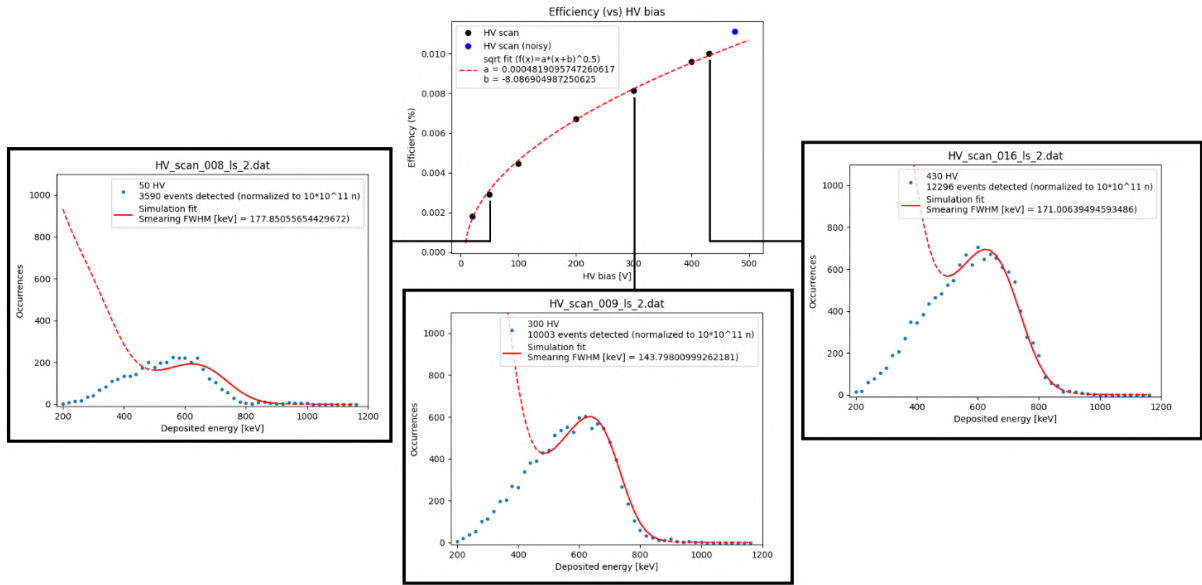 Efficiency (vs) HV bias
HV scan
HV scan (noisy)
sqrt fit (f(x)=a*(x+b)^0.5)
a = 0.0004819095747260617
b = -8.086904987250625
0.010
0.008
0.006
0.004
0.002
0.000
Efficiency (%)
0 100 200 300 400 500
HV bias [V]
HV_scan_008_ls_2.dat
50 HV
3590 events detected (normalized to 10*10^11 n)
Simulation fit
Smearing FWHM [keV] = 177.85055654429672)
1000
800
600
400
200
0
Occurrences
200 400 600 800 1000 1200
Deposited energy [keV]
HV_scan_009_ls_2.dat
300 HV
10003 events detected (normalized to 10*10^11 n)
Simulation fit
Smearing FWHM [keV] = 143.79800999262181)
1000
800
600
400
200
0
Occurrences
200 400 600 800 1000 1200
Deposited energy [keV]
HV_scan_016_ls_2.dat
430 HV
12296 events detected (normalized to 10*10^11 n)
Simulation fit
Smearing FWHM [keV] = 171.00639494593486)
1000
800
600
400
200
0
Occurrences
200 400 600 800 1000 1200
Deposited energy [keV]